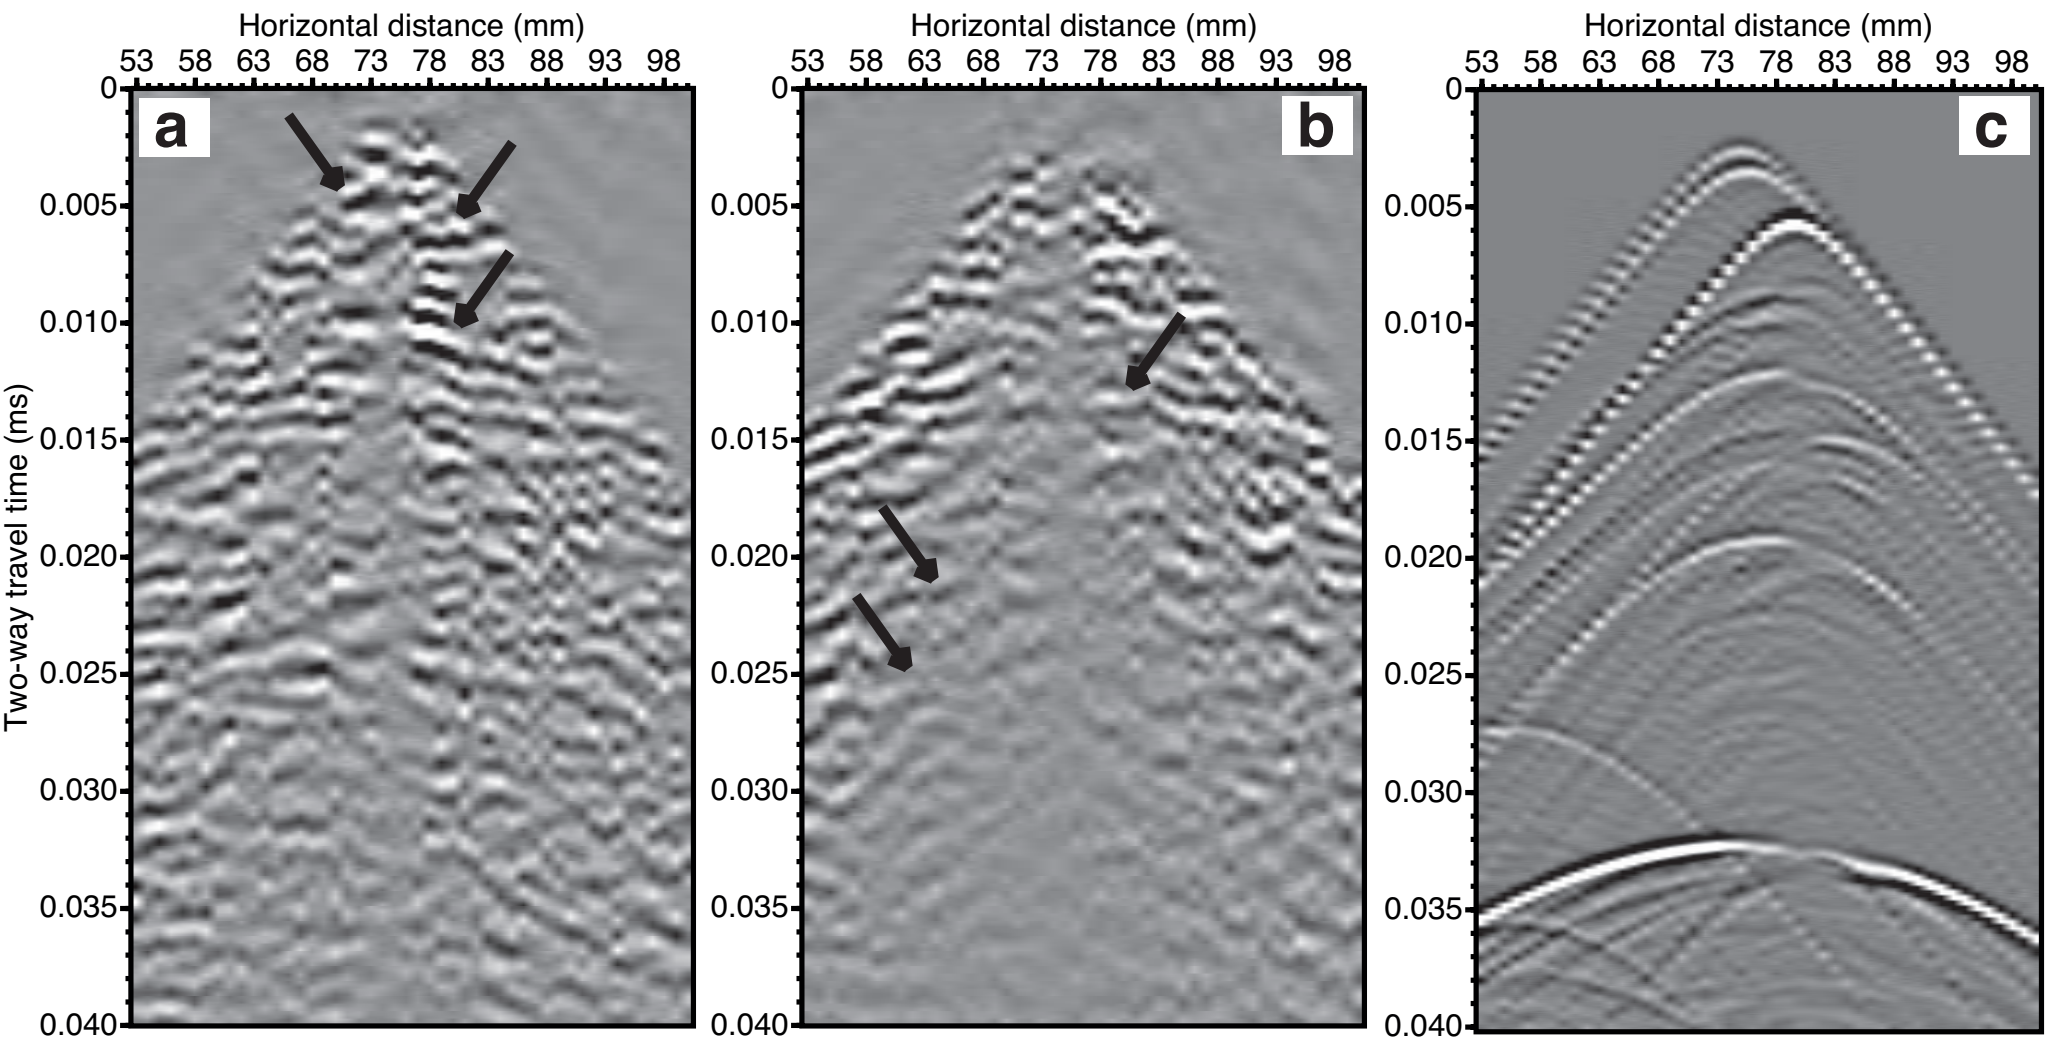 Horizontal distance (mm) Horizontal distance (mm) Horizontal distance (mm)
53 58 63 68 73 78 83 88 93 98 53 58 63 68 73 78 83 88 93 98 53 58 63 68 73 78 83 88 93 98
0 0 0
a b c
0.005 0.005 0.005
0.010 0.010 0.010
0.015 0.015 0.015
Two-way travel time (ms)
0.020 0.020 0.020
0.025 0.025 0.025
0.030 0.030 0.030
0.035 0.035 0.035
0.040 0.040 0.040